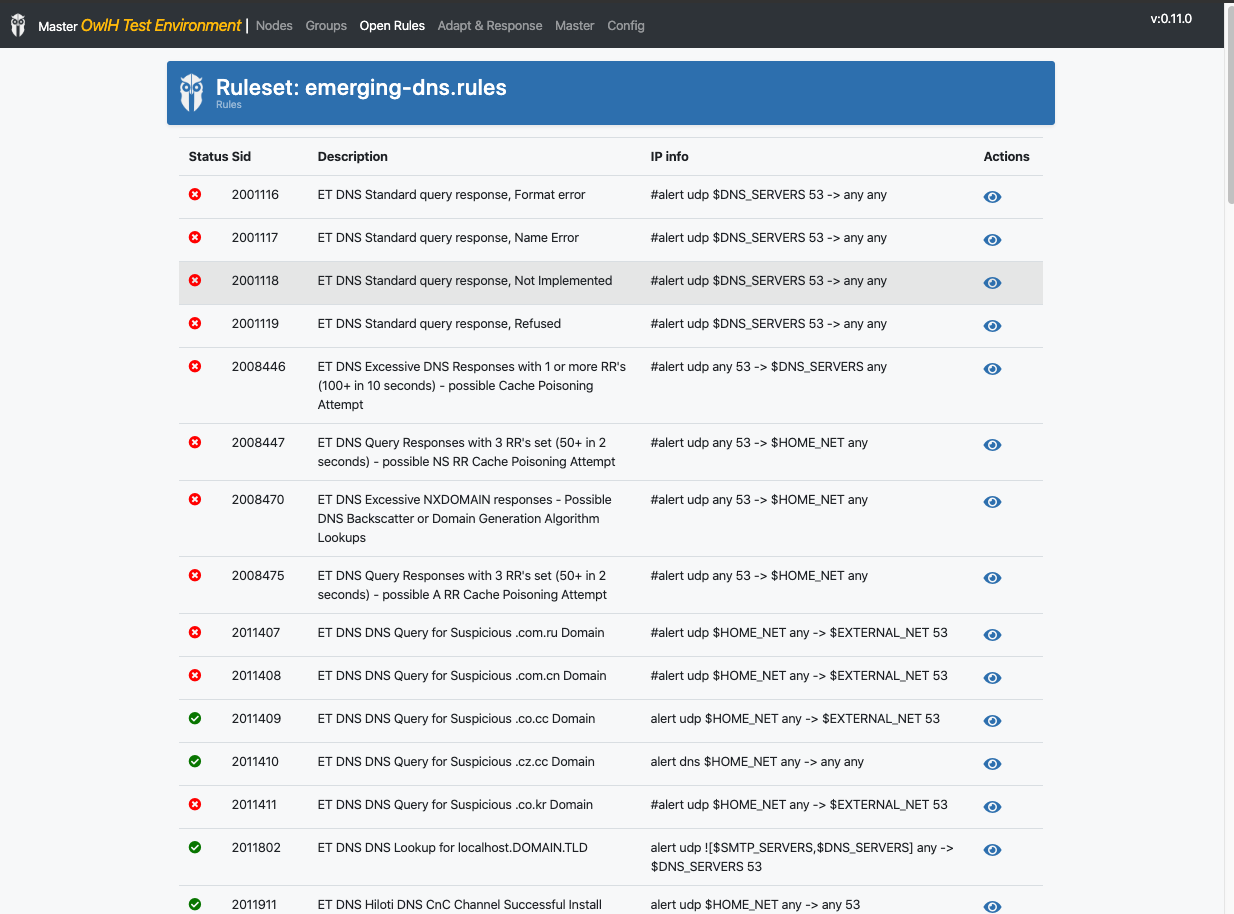 Master OwlH Test Environment | Nodes Groups Open Rules Adapt & Response Master Config v:0.11.0
Ruleset: emerging-dns.rules
Rules
Status Sid Description IP info Actions
2001116 ET DNS Standard query response, Format error #alert udp $DNS_SERVERS 53 -> any any
2001117 ET DNS Standard query response, Name Error #alert udp $DNS_SERVERS 53 -> any any
2001118 ET DNS Standard query response, Not Implemented #alert udp $DNS_SERVERS 53 -> any any
2001119 ET DNS Standard query response, Refused #alert udp $DNS_SERVERS 53 -> any any
2008446 ET DNS Excessive DNS Responses with 1 or more RR's #alert udp any 53 -> $DNS_SERVERS any
(100+ in 10 seconds) - possible Cache Poisoning
Attempt
2008447 ET DNS Query Responses with 3 RR's set (50+ in 2 #alert udp any 53 -> $HOME_NET any
seconds) - possible NS RR Cache Poisoning Attempt
2008470 ET DNS Excessive NXDOMAIN responses - Possible #alert udp any 53 -> $HOME_NET any
DNS Backscatter or Domain Generation Algorithm
Lookups
2008475 ET DNS Query Responses with 3 RR's set (50+ in 2 #alert udp any 53 -> $HOME_NET any
seconds) - possible A RR Cache Poisoning Attempt
2011407 ET DNS DNS Query for Suspicious .com.ru Domain #alert udp $HOME_NET any -> $EXTERNAL_NET 53
2011408 ET DNS DNS Query for Suspicious .com.cn Domain #alert udp $HOME_NET any -> $EXTERNAL_NET 53
2011409 ET DNS DNS Query for Suspicious .co.cc Domain alert udp $HOME_NET any -> $EXTERNAL_NET 53
2011410 ET DNS DNS Query for Suspicious .cz.cc Domain alert dns $HOME_NET any -> any any
2011411 ET DNS DNS Query for Suspicious .co.kr Domain #alert udp $HOME_NET any -> $EXTERNAL_NET 53
2011802 ET DNS DNS Lookup for localhost.DOMAIN.TLD alert udp ![$SMTP_SERVERS,$DNS_SERVERS] any ->
$DNS_SERVERS 53
2011911 ET DNS Hiloti DNS CnC Channel Successful Install alert udp $HOME_NET any -> any 53